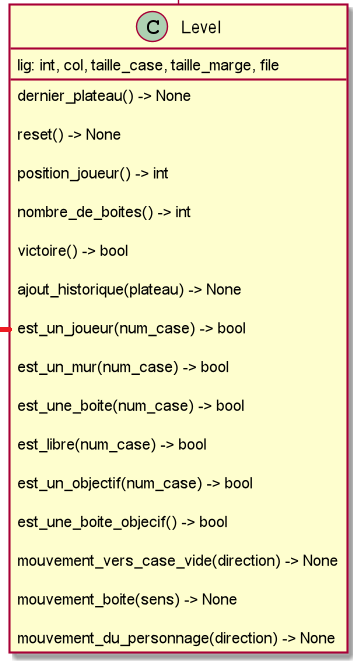 C Level
lig: int, col, taille_case, taille_marge, file
dernier_plateau() -> None
reset() -> None
position_joueur() -> int
nombre_de_boites() -> int
victoire() -> bool
ajout_historique(plateau) -> None
est_un_joueur(num_case) -> bool
est_un_mur(num_case) -> bool
est_une_boite(num_case) -> bool
est_libre(num_case) -> bool
est_un_objectif(num_case) -> bool
est_une_boite_objecif() -> bool
mouvement_vers_case_vide(direction) -> None
mouvement_boite(sens) -> None
mouvement_du_personnage(direction) -> None